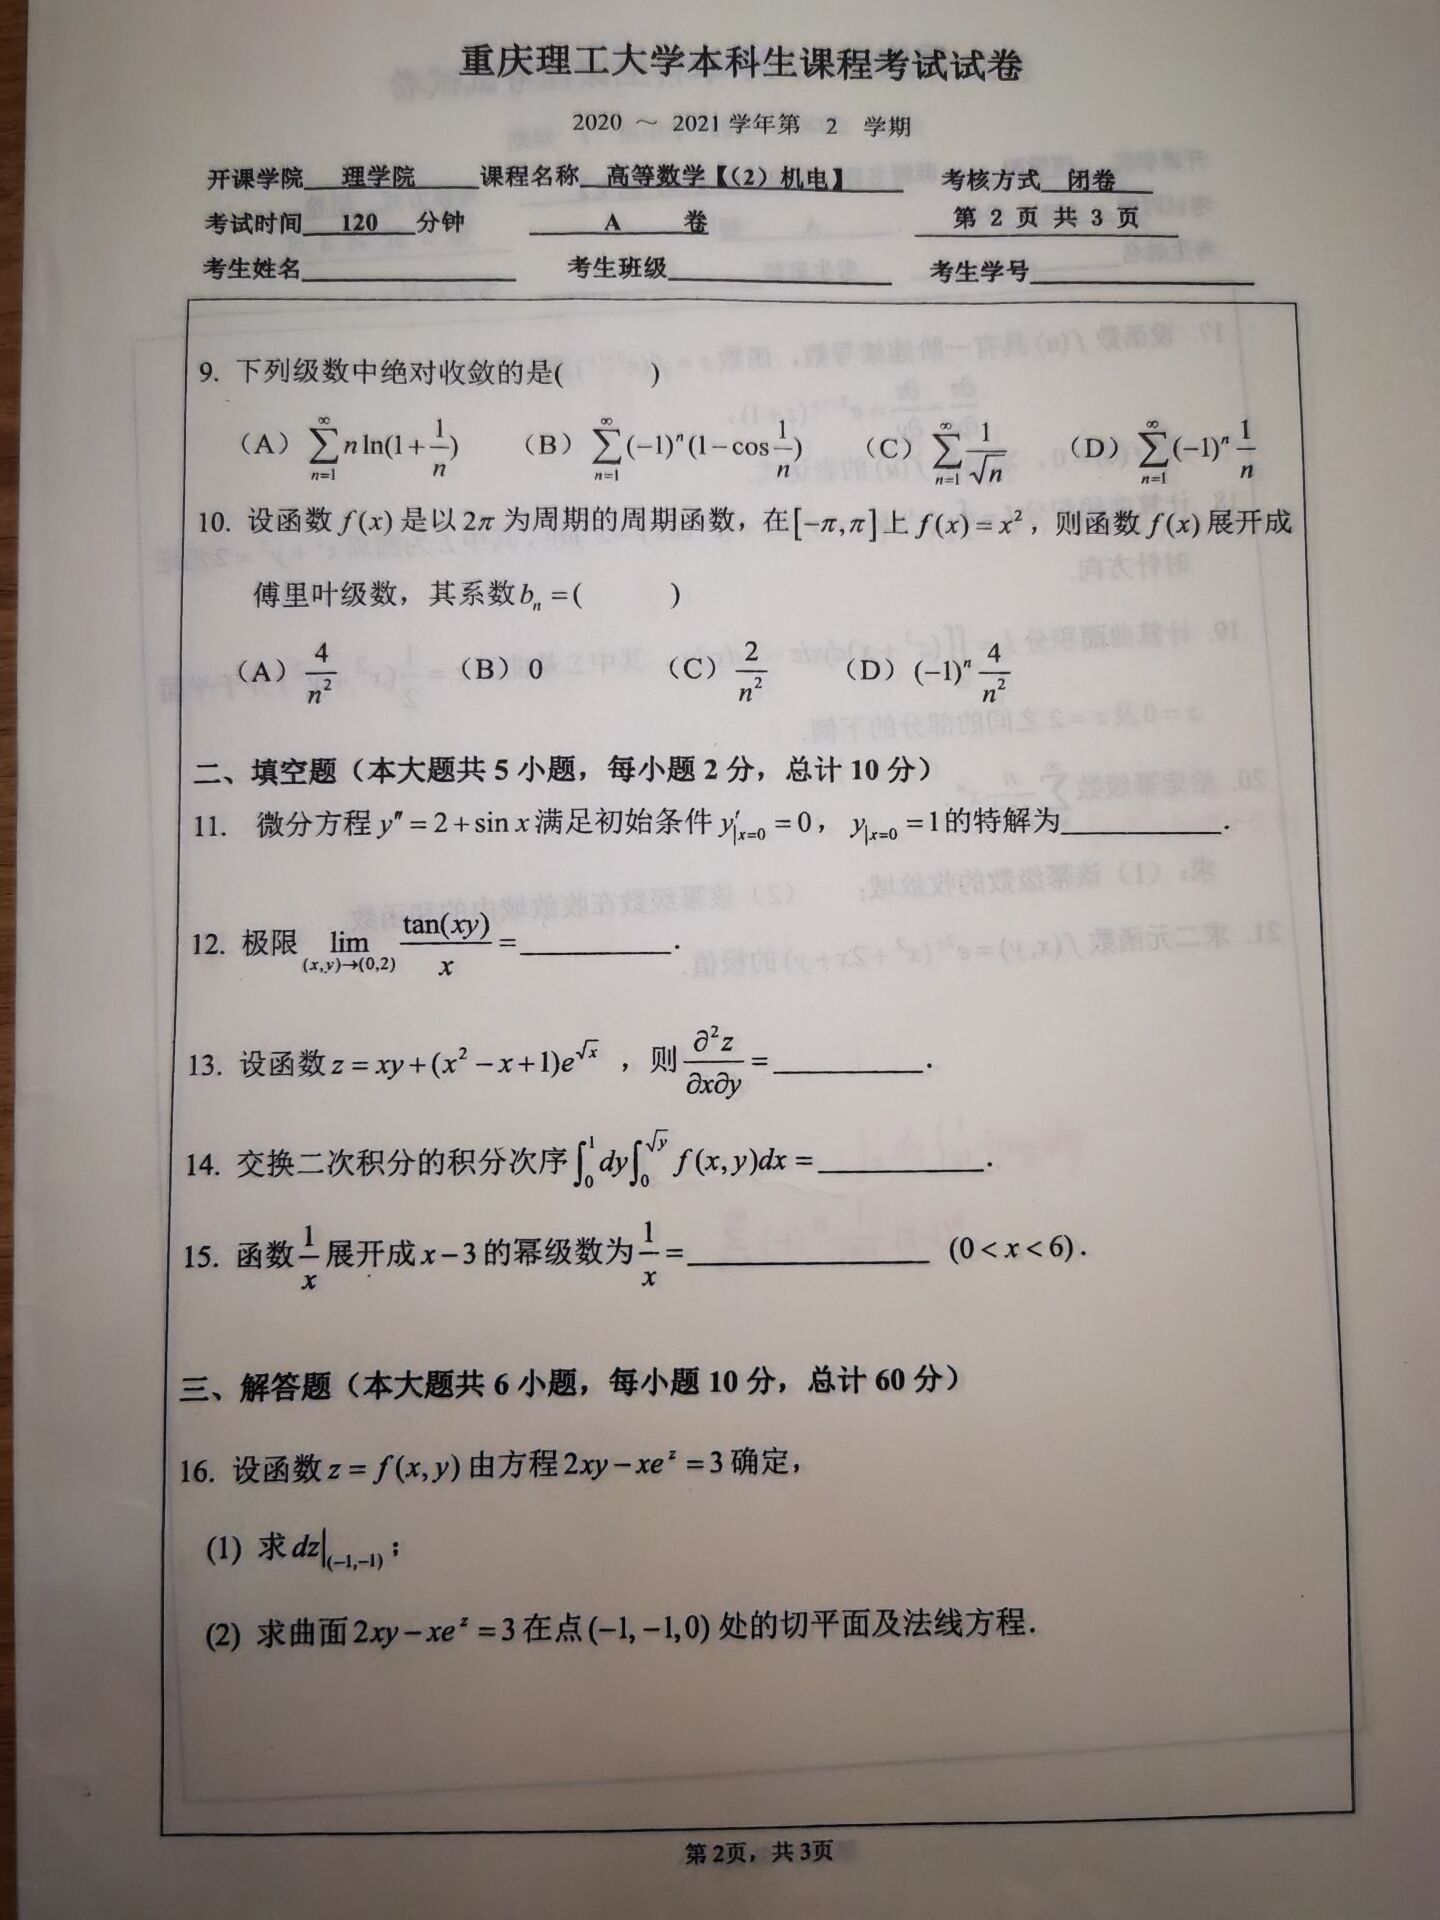 重庆理工大学本科生课程考试试卷
2020 ～ 2021 学年第 2 学期
开课学院 理学院 课程名称 高等数学【(2) 机电】 考核方式 闭卷
考试时间 120 分钟 A 卷 第 2 页 共 3 页
考生姓名 考生班级 考生学号
9. 下列级数中绝对收敛的是( )
(A) $\sum_{n=1}^{\infty} n\ln(1+\frac{1}{n})$ (B) $\sum_{n=1}^{\infty}(-1)^n(1-\cos\frac{1}{n})$ (C) $\sum_{n=1}^{\infty}\frac{1}{\sqrt{n}}$ (D) $\sum_{n=1}^{\infty}(-1)^n\frac{1}{n}$
10. 设函数 $f(x)$ 是以 $2\pi$ 为周期的周期函数，在$[-\pi,\pi]$上 $f(x)=x^2$，则函数 $f(x)$ 展开成
傅里叶级数，其系数 $b_n$ =( )
(A) $\frac{4}{n^2}$ (B) 0 (C) $\frac{2}{n^2}$ (D) $(-1)^n\frac{4}{n^2}$
二、填空题（本大题共 5 小题，每小题 2 分，总计 10 分）
11. 微分方程 $y''=2+\sin x$ 满足初始条件 $y'_{|x=0}=0$， $y_{|x=0}=1$的特解为________.
12. 极限 $\lim_{(x,y)\to(0,2)}\frac{\tan(xy)}{x}=$________.
13. 设函数 $z=xy+(x^2-x+1)e^{\sqrt{x}}$ ，则 $\frac{\partial^2 z}{\partial x\partial y}=$________.
14. 交换二次积分的积分次序 $\int_0^1 dy\int_0^{\sqrt{y}} f(x,y)dx=$________.
15. 函数 $\frac{1}{x}$ 展开成 $x-3$ 的幂级数为 $\frac{1}{x}=$________ $(0<x<6)$.
三、解答题（本大题共 6 小题，每小题 10 分，总计 60 分）
16. 设函数 $z=f(x,y)$ 由方程 $2xy-xe^z=3$ 确定，
(1) 求 $dz|_{(-1,-1)}$；
(2) 求曲面 $2xy-xe^z=3$ 在点 $(-1,-1,0)$ 处的切平面及法线方程.
第 2页，共 3页